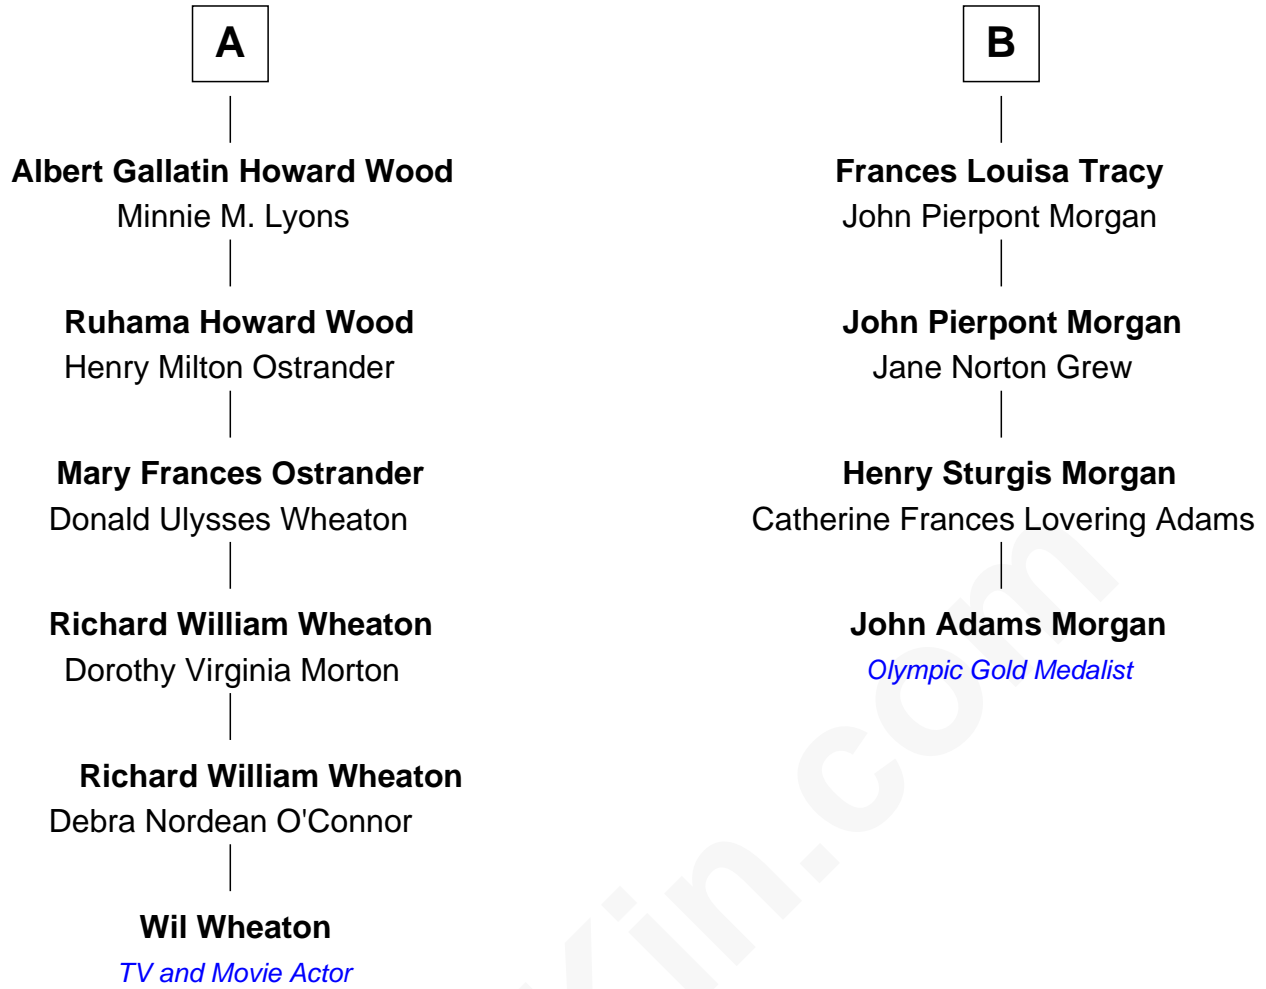 A
Albert Gallatin Howard Wood
Minnie M. Lyons
Ruhama Howard Wood
Henry Milton Ostrander
Mary Frances Ostrander
Donald Ulysses Wheaton
Richard William Wheaton
Dorothy Virginia Morton
Richard William Wheaton
Debra Nordean O'Connor
Wil Wheaton
TV and Movie Actor
B
Frances Louisa Tracy
John Pierpont Morgan
John Pierpont Morgan
Jane Norton Grew
Henry Sturgis Morgan
Catherine Frances Lovering Adams
John Adams Morgan
Olympic Gold Medalist
Kin.com